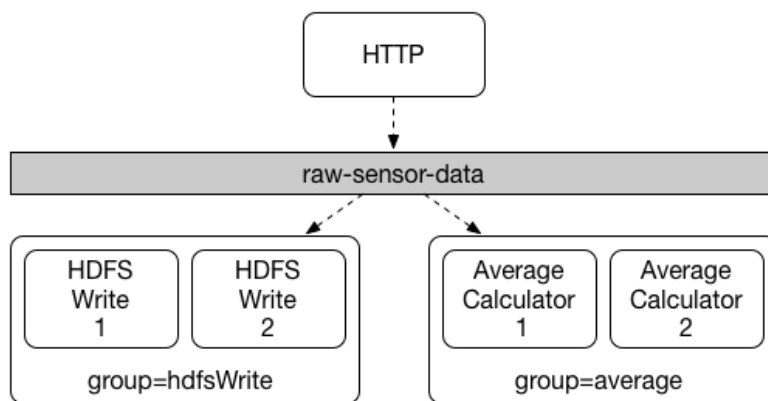 HTTP
raw-sensor-data
HDFS
Write
1
HDFS
Write
2
group=hdfsWrite
Average
Calculator
1
Average
Calculator
2
group=average